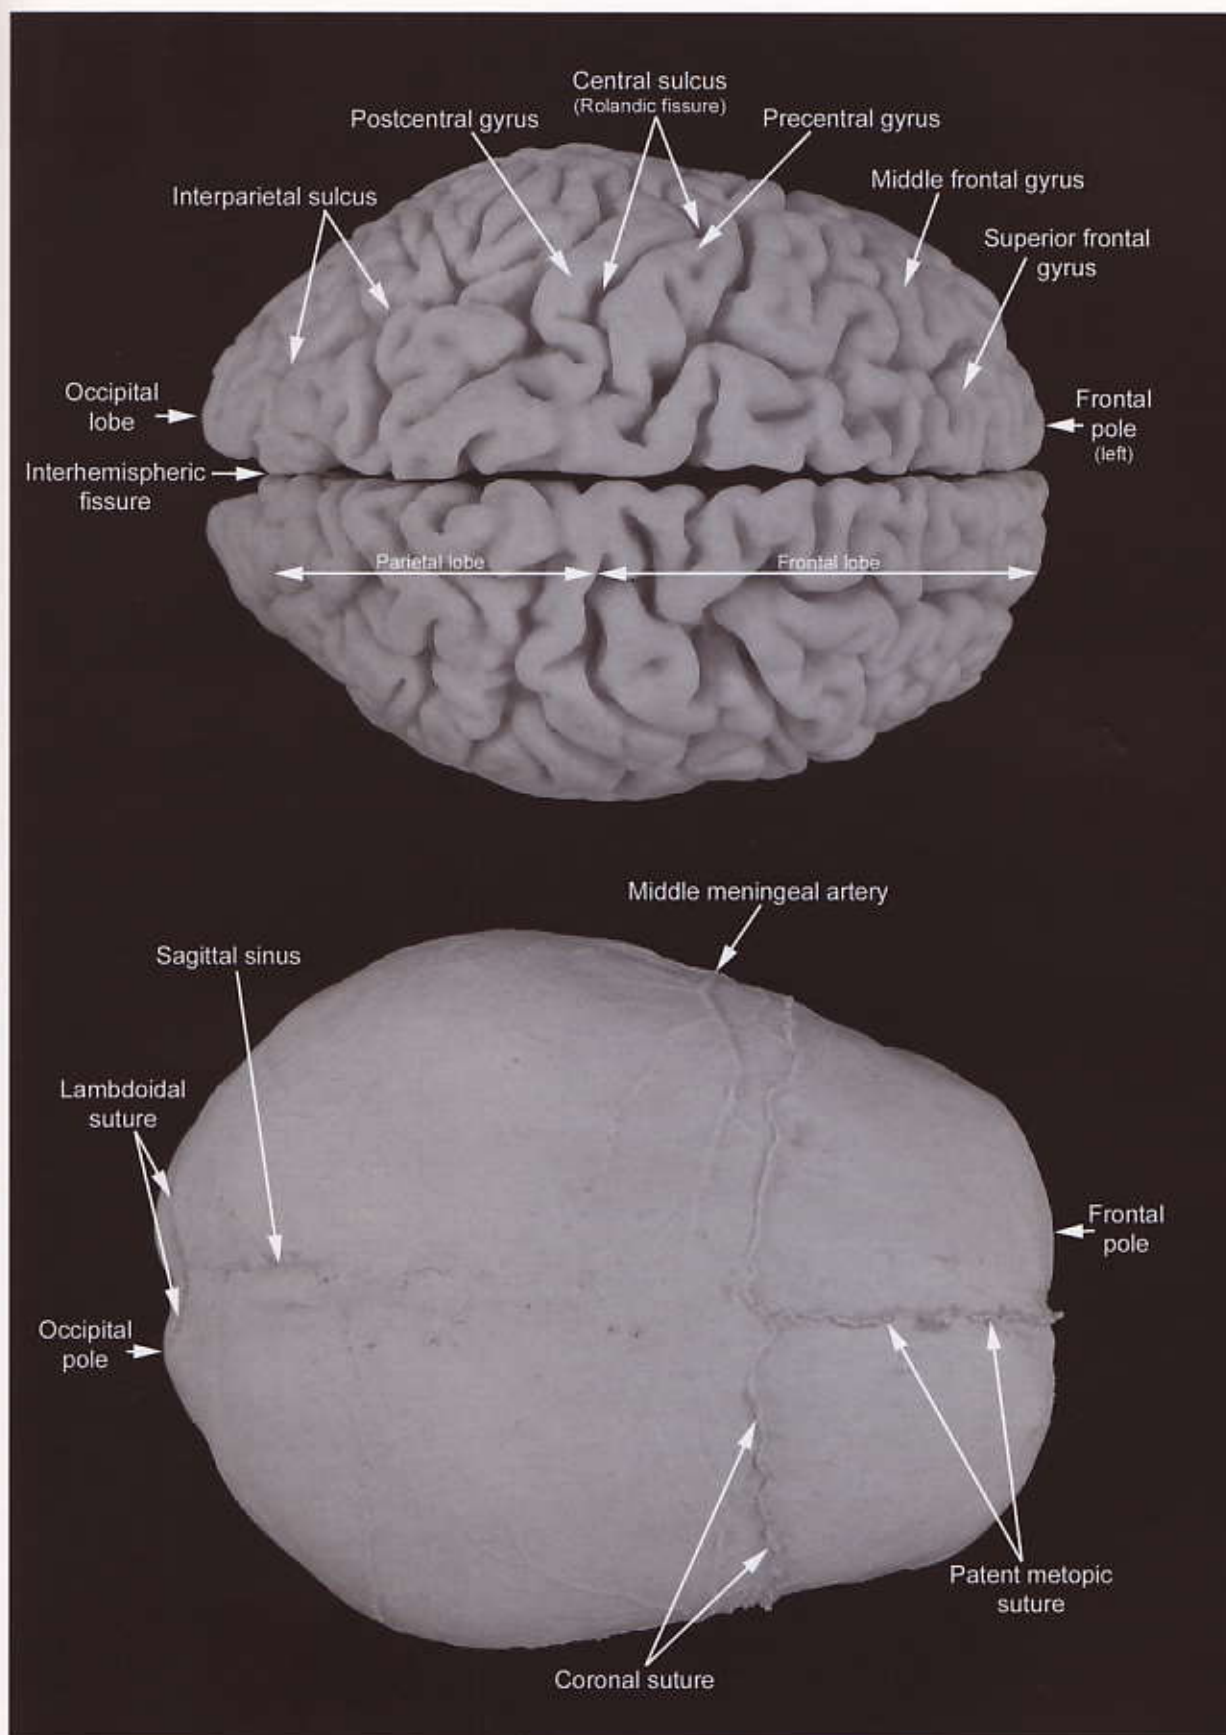 Central sulcus
(Rolandic fissure)
Postcentral gyrus
Precentral gyrus
Middle frontal gyrus
Interparietal sulcus
Superior frontal
gyrus
Occipital
lobe
Frontal
pole
(left)
Interhemispheric
fissure
Parietal lobe
Frontal lobe
Middle meningeal artery
Sagittal sinus
Lambdoidal
suture
Frontal
pole
Occipital
pole
Patent metopic
suture
Coronal suture